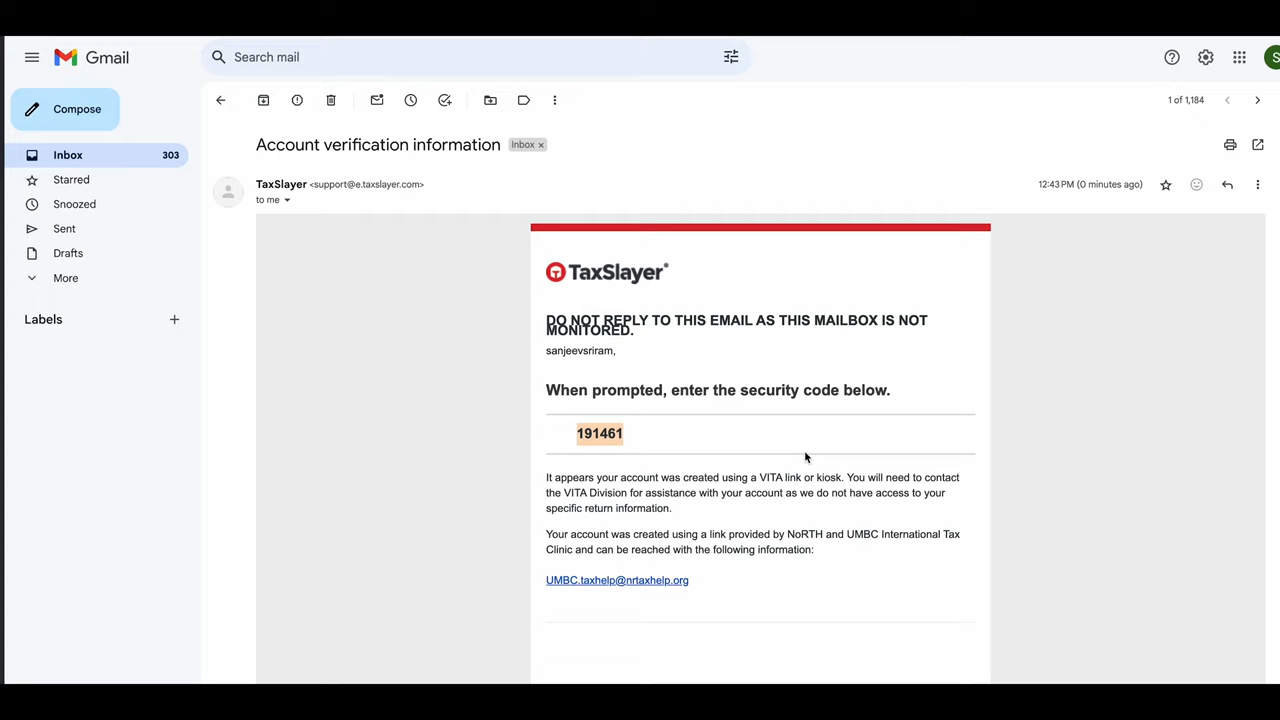 Gmail
Search mail
S
Compose
1 of 1,184
Inbox 303
Account verification information Inbox ×
Starred
TaxSlayer <support@e.taxslayer.com> 12:43 PM (0 minutes ago)
to me
Snoozed
Sent
Drafts
More
Labels
TaxSlayer®
DO NOT REPLY TO THIS EMAIL AS THIS MAILBOX IS NOT
MONITORED.
sanjeevsriram,
When prompted, enter the security code below.
191461
It appears your account was created using a VITA link or kiosk. You will need to contact
the VITA Division for assistance with your account as we do not have access to your
specific return information.
Your account was created using a link provided by NoRTH and UMBC International Tax
Clinic and can be reached with the following information:
UMBC.taxhelp@nrtaxhelp.org